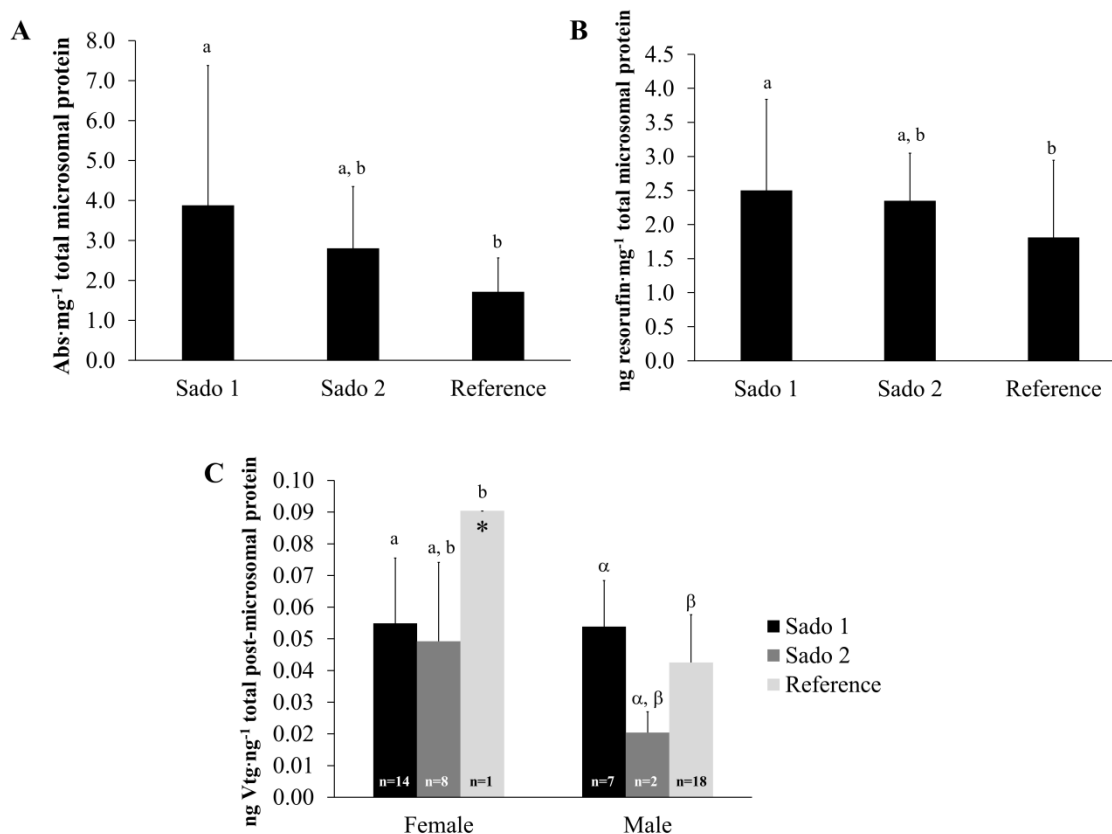 A
Abs·mg-1 total microsomal protein
8.0
7.0
6.0
5.0
4.0
3.0
2.0
1.0
0.0
a
a, b
b
Sado 1
Sado 2
Reference
B
ng resorufin·mg-1 total microsomal protein
4.5
4.0
3.5
3.0
2.5
2.0
1.5
1.0
0.5
0.0
a
a, b
b
Sado 1
Sado 2
Reference
C
ng Vtg·ng-1 total post-microsomal protein
0.10
0.09
0.08
0.07
0.06
0.05
0.04
0.03
0.02
0.01
0.00
a
a, b
b
*
α
α, β
β
n=14
n=8
n=1
n=7
n=2
n=18
Female
Male
Sado 1
Sado 2
Reference